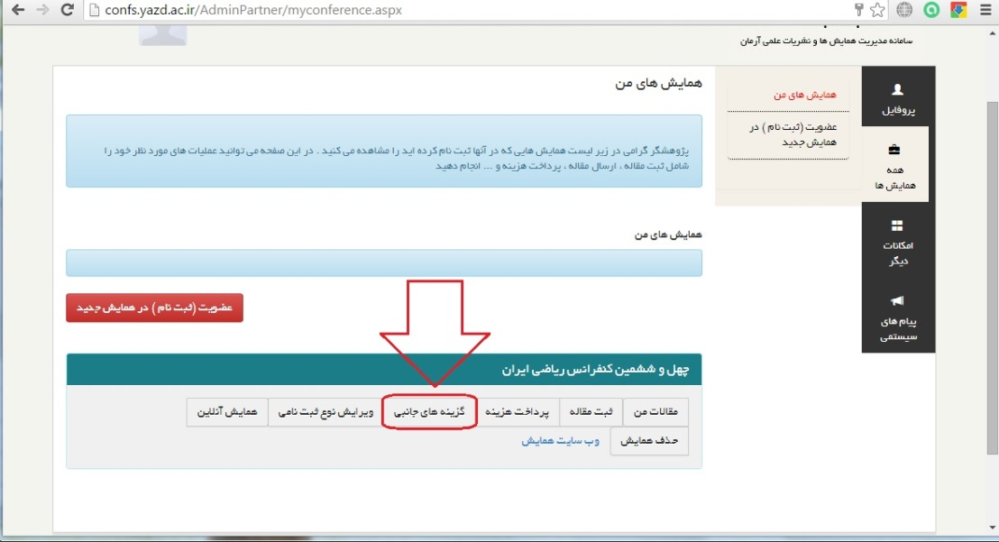 confs.yazd.ac.ir/AdminPartner/myconference.aspx
سامانه مدیریت همایش ها و نشریات علمی آرمان
پروفایل
همه
همایش ها
امکانات
دیگر
پیام های
سیستمی
همایش های من
عضویت (ثبت نام ) در
همایش جدید
همایش های من
پژوهشگر گرامی در زیر لیست همایش هایی که در آنها ثبت نام کرده اید را مشاهده می کنید . در این صفحه می توانید عملیات های مورد نظر خود را
شامل ثبت مقاله ، ارسال مقاله ، پرداخت هزینه و ... انجام دهید
همایش های من
عضویت (ثبت نام ) در همایش جدید
چهل و ششمین کنفرانس ریاضی ایران
مقالات من ثبت مقاله پرداخت هزینه گزینه های جانبی ویرایش نوع ثبت نامی همایش آنلاین
حذف همایش وب سایت همایش